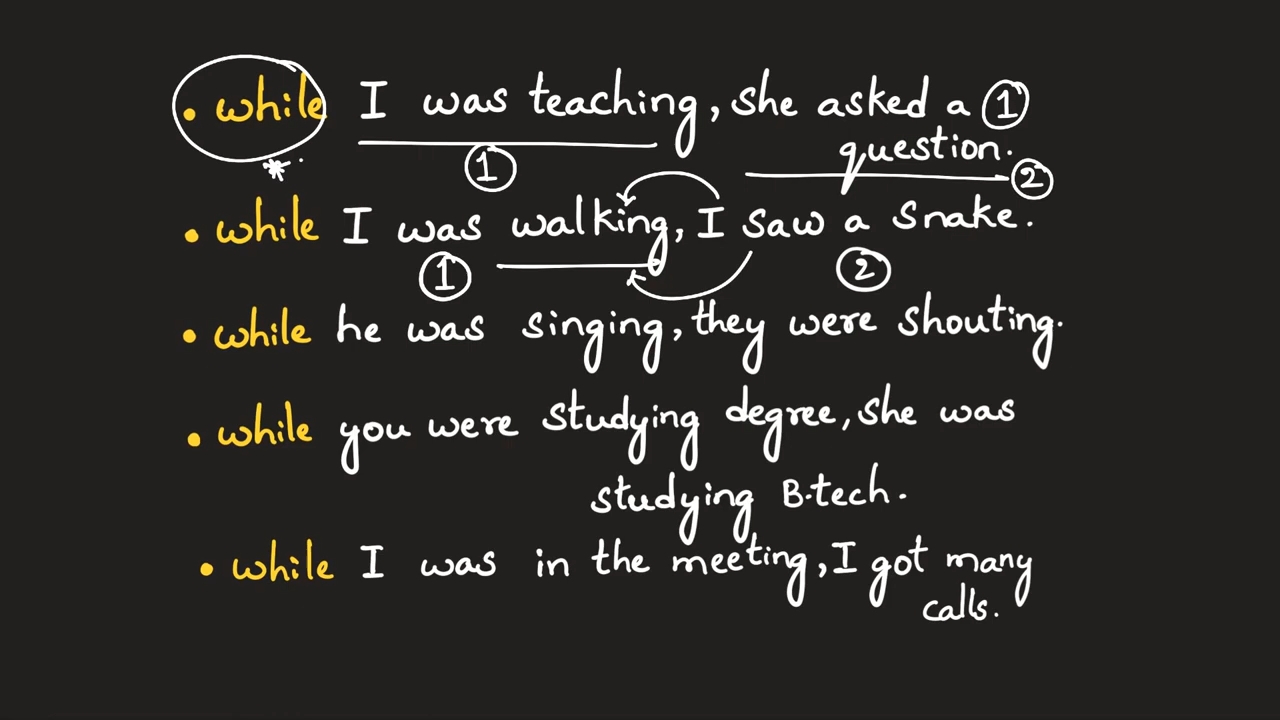 • while I was teaching, she asked a ①
question.
① ②
• while I was walking, I saw a snake.
① ②
• while he was singing, they were shouting.
• while you were studying degree, she was
studying B.tech.
• while I was in the meeting, I got many
calls.